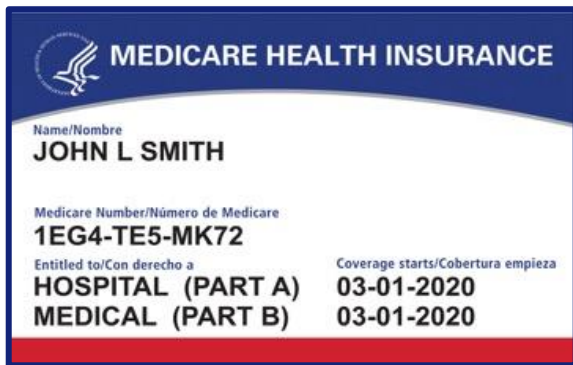 MEDICARE HEALTH INSURANCE
Name/Nombre
JOHN L SMITH
Medicare Number/Número de Medicare
1EG4-TE5-MK72
Entitled to/Con derecho a
Coverage starts/Cobertura empieza
HOSPITAL (PART A) 03-01-2020
MEDICAL (PART B) 03-01-2020